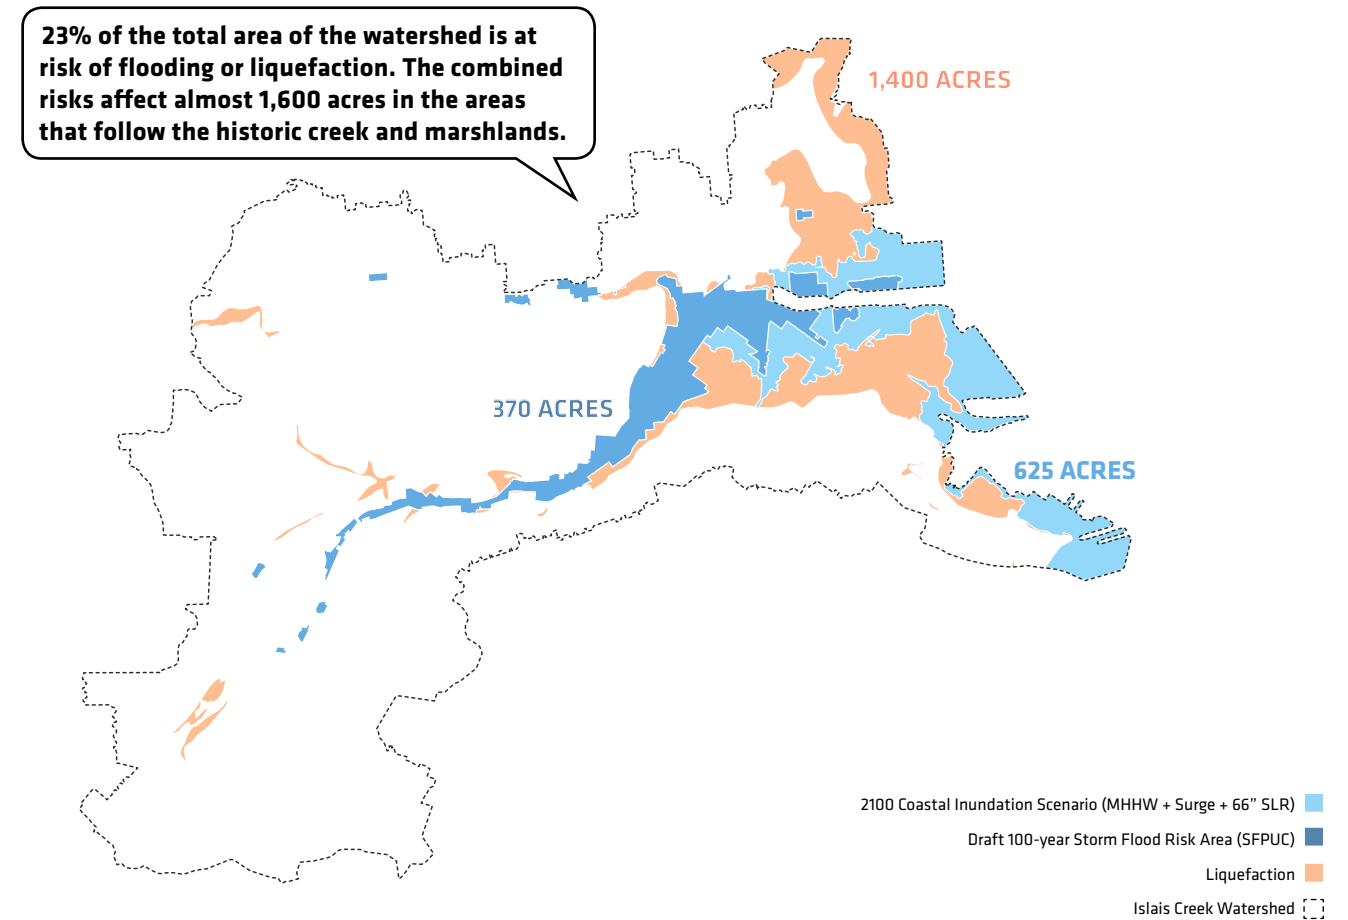 23% of the total area of the watershed is at
risk of flooding or liquefaction. The combined
risks affect almost 1,600 acres in the areas
that follow the historic creek and marshlands.
1,400 ACRES
370 ACRES
625 ACRES
2100 Coastal Inundation Scenario (MHHW + Surge + 66” SLR)
Draft 100-year Storm Flood Risk Area (SFPUC)
Liquefaction
Islais Creek Watershed